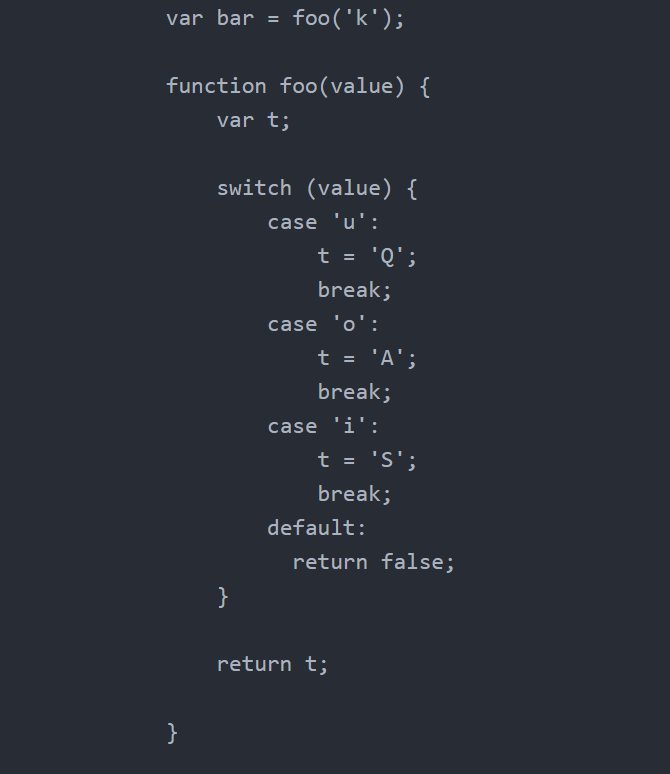 var bar = foo('k');
function foo(value) {
var t;
switch (value) {
case 'u':
t = 'Q';
break;
case 'o':
t = 'A';
break;
case 'i':
t = 'S';
break;
default:
return false;
}
return t;
}